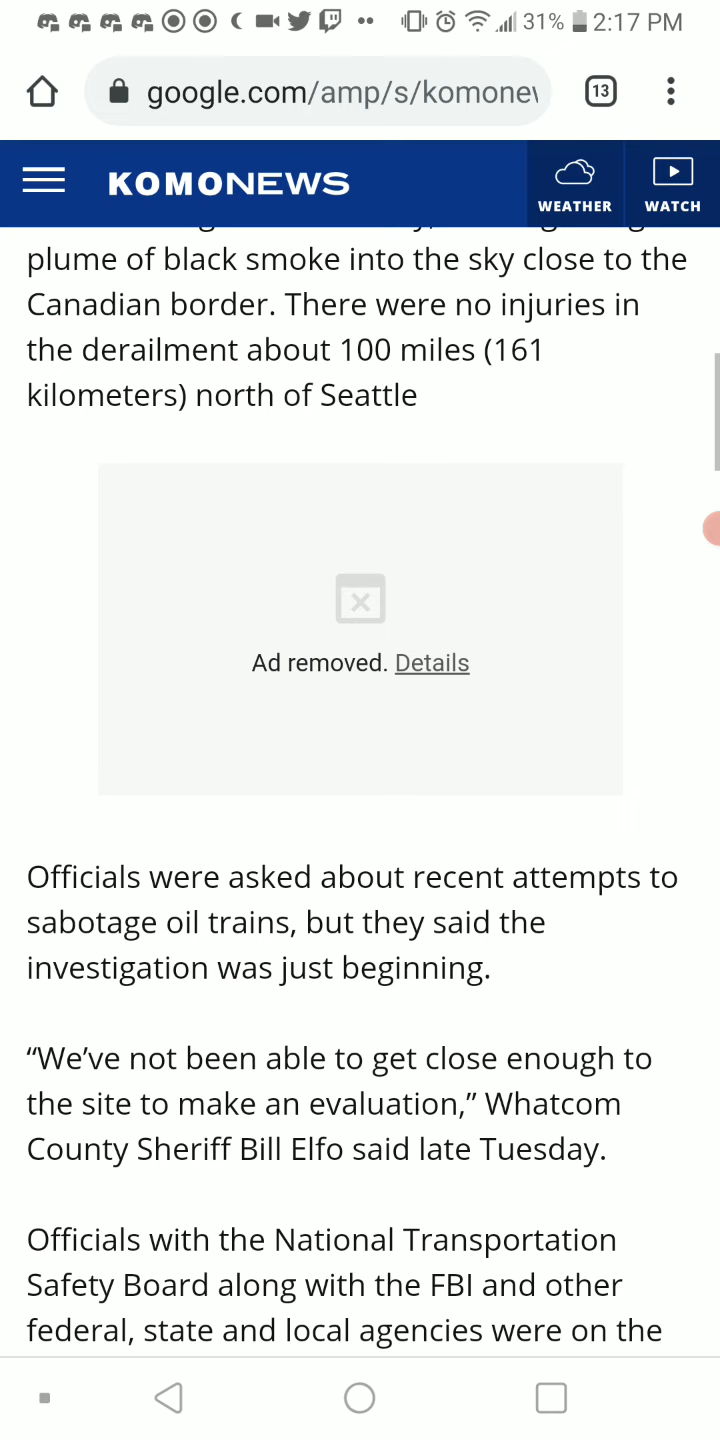 31% 2:17 PM
google.com/amp/s/komone
13
KOMONEWS
WEATHER
WATCH
plume of black smoke into the sky close to the
Canadian border. There were no injuries in
the derailment about 100 miles (161
kilometers) north of Seattle
Ad removed. Details
Officials were asked about recent attempts to
sabotage oil trains, but they said the
investigation was just beginning.
“We’ve not been able to get close enough to
the site to make an evaluation,” Whatcom
County Sheriff Bill Elfo said late Tuesday.
Officials with the National Transportation
Safety Board along with the FBI and other
federal, state and local agencies were on the